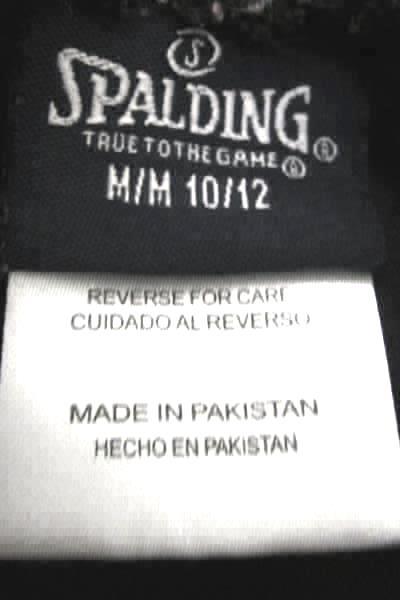 S
SPALDING®
TRUE TO THE GAME®
M/M 10/12
REVERSE FOR CARE
CUIDADO AL REVERSO
MADE IN PAKISTAN
HECHO EN PAKISTAN